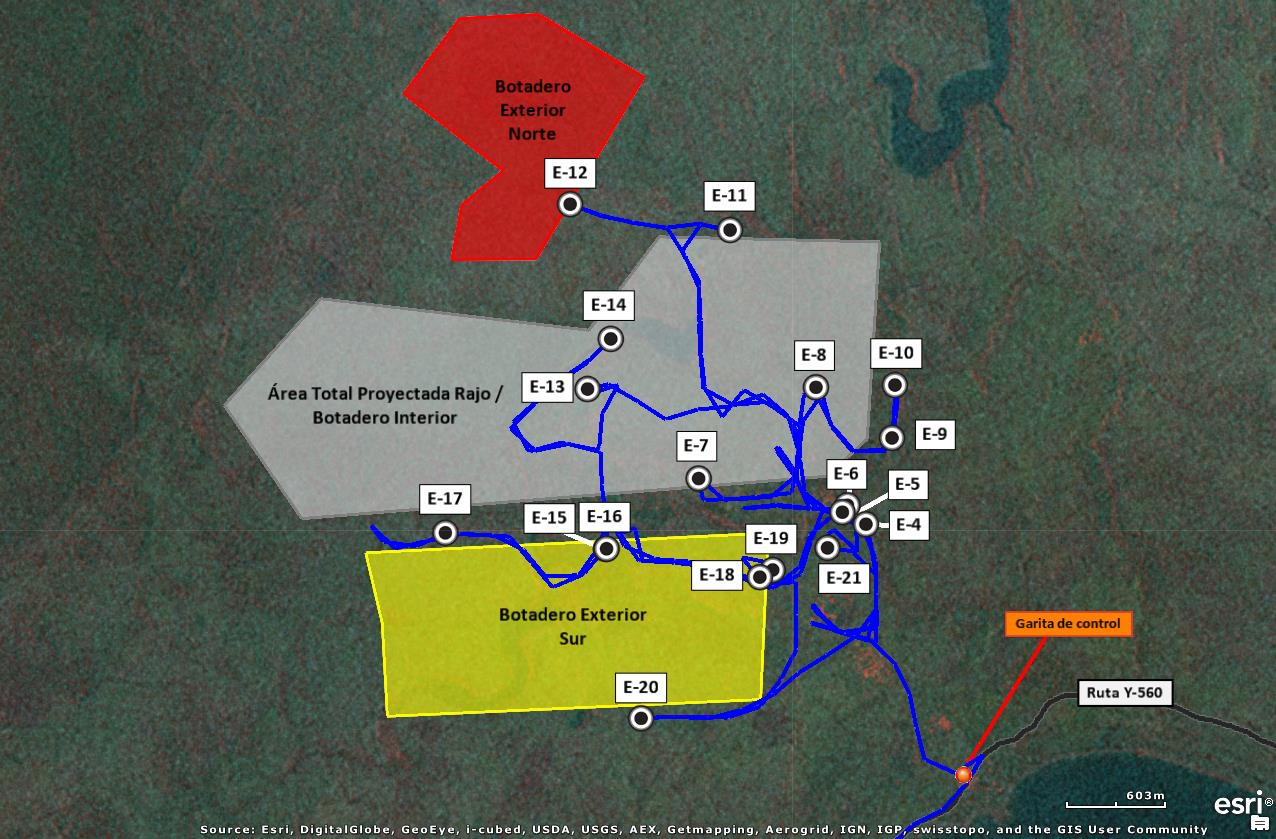 Botadero
Exterior
Norte
E-12
E-11
E-14
E-8
E-10
E-13
Área Total Proyectada Rajo /
Botadero Interior
E-7
E-9
E-6
E-5
E-17
E-15
E-16
E-4
E-19
E-18
E-21
Botadero Exterior
Sur
Garita de control
E-20
Ruta Y-560
603m
esri
Source: Esri, DigitalGlobe, GeoEye, i-cubed, USDA, USGS, AEX, Getmapping, Aerogrid, IGN, IGP, swisstopo, and the GIS User Community